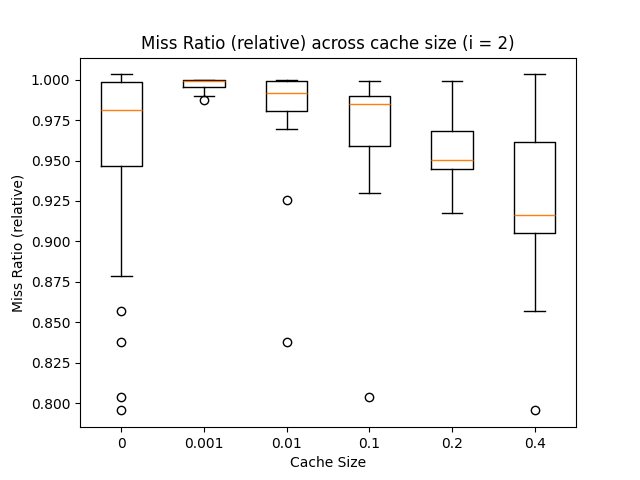 Miss Ratio (relative) across cache size (i = 2)
Miss Ratio (relative)
1.000
0.975
0.950
0.925
0.900
0.875
0.850
0.825
0.800
0 0.001 0.01 0.1 0.2 0.4
Cache Size